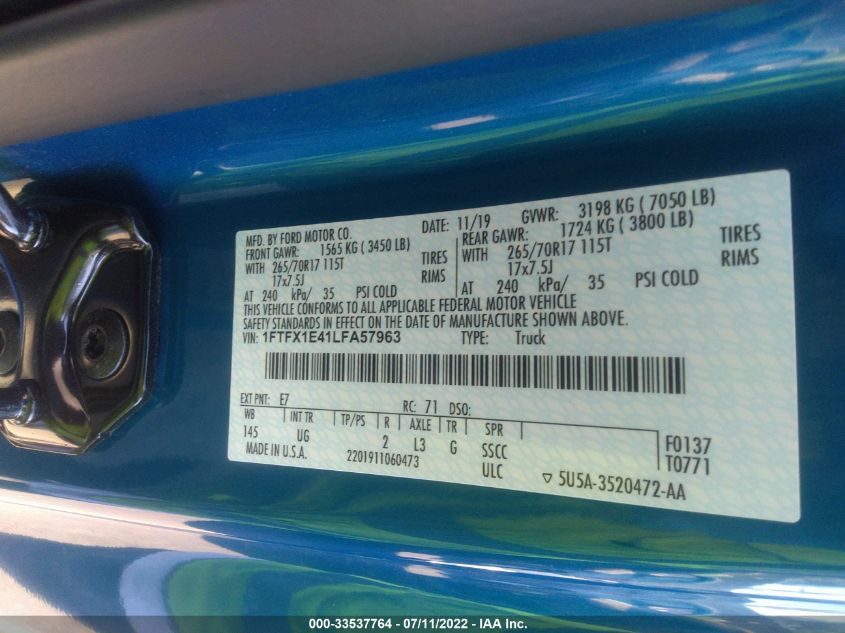 MFD. BY FORD MOTOR CO.
DATE: 11/19 GVWR: 3198 KG ( 7050 LB)
FRONT GAWR: 1565 KG ( 3450 LB) REAR GAWR: 1724 KG ( 3800 LB)
WITH 265/70R17 115T TIRES WITH 265/70R17 115T TIRES
17x7.5J RIMS 17x7.5J RIMS
AT 240 kPa/ 35 PSI COLD AT 240 kPa/ 35 PSI COLD
THIS VEHICLE CONFORMS TO ALL APPLICABLE FEDERAL MOTOR VEHICLE
SAFETY STANDARDS IN EFFECT ON THE DATE OF MANUFACTURE SHOWN ABOVE.
VIN: 1FTFX1E41LFA57963 TYPE: Truck
EXT PNT: E7 RC: 71 DSO:
WB INT TR TP/PS R AXLE TR SPR
145 UG 2 L3 G SSCC F0137
MADE IN U.S.A. 2201911060473 ULC T0771
▽ 5U5A-3520472-AA
000-33537764 - 07/11/2022 - IAA Inc.